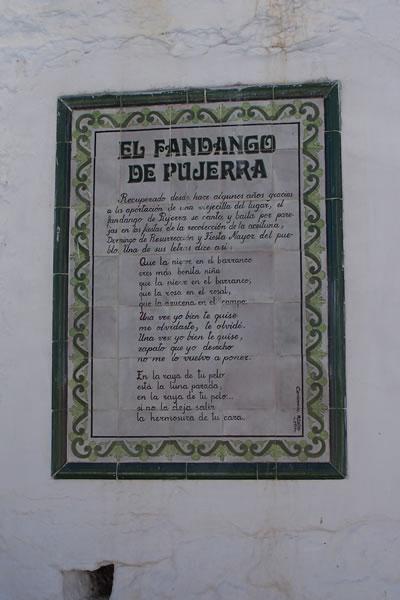 EL FANDANGO
DE PUJERRA
Recuperado desde hace algunos años gracias
a la aportación de una viejecilla del lugar, el
fandango de Pujerra se canta y baila por pare-
jas en las fiestas de la recolección de la aceituna,
Domingo de Resurrección y Fiesta Mayor del pue-
blo. Una de sus letras dice así:
Que la nieve en el barranco
eres más bonita niña
que la nieve en el barranco,
que la rosa en el rosal,
que la azucena en el campo.
Una vez yo bien te quise
me olvidaste, te olvidé.
Una vez yo bien te quise,
zapato que yo desecho
no me lo vuelvo a poner.
En la raya de tu pelo
está la luna parada,
en la raya de tu pelo...
si no la deja salir
la hermosura de tu cara.